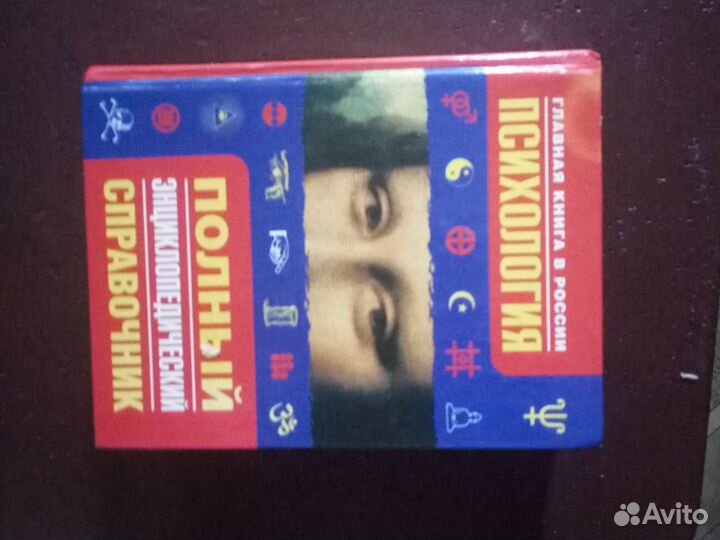 ГЛАВНАЯ КНИГА В РОССИИ
ПСИХОЛОГИЯ
ПОЛНЫЙ
ЭНЦИКЛОПЕДИЧЕСКИЙ
СПРАВОЧНИК
Avito